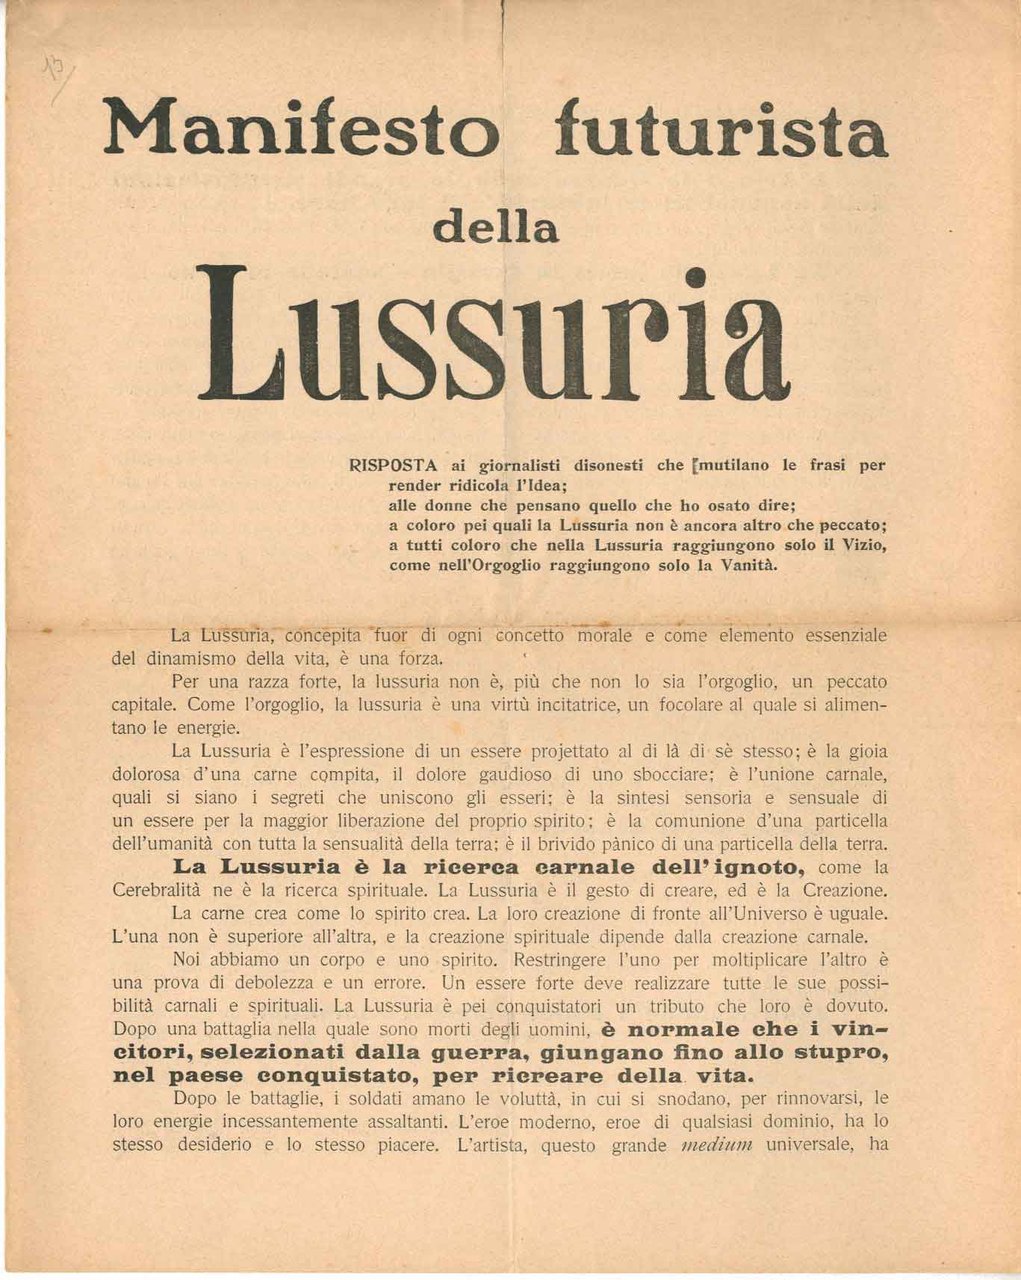 13
Manifesto futurista
della
Lussuria
RISPOSTA ai giornalisti disonesti che [mutilano le frasi per
render ridicola l'Idea;
alle donne che pensano quello che ho osato dire;
a coloro pei quali la Lussuria non è ancora altro che peccato;
a tutti coloro che nella Lussuria raggiungono solo il Vizio,
come nell'Orgoglio raggiungono solo la Vanità.
La Lussuria, concepita fuor di ogni concetto morale e come elemento essenziale
del dinamismo della vita, è una forza.
Per una razza forte, la lussuria non è, più che non lo sia l'orgoglio, un peccato
capitale. Come l'orgoglio, la lussuria è una virtù incitatrice, un focolare al quale si alimen-
tano le energie.
La Lussuria è l'espressione di un essere projettato al di là di sè stesso; è la gioia
dolorosa d'una carne compita, il dolore gaudioso di uno sbocciare; è l'unione carnale,
quali si siano i segreti che uniscono gli esseri; è la sintesi sensoria e sensuale di
un essere per la maggior liberazione del proprio spirito; è la comunione d'una particella
dell'umanità con tutta la sensualità della terra; è il brivido pànico di una particella della terra.
La Lussuria è la ricerca carnale dell'ignoto, come la
Cerebralità ne è la ricerca spirituale. La Lussuria è il gesto di creare, ed è la Creazione.
La carne crea come lo spirito crea. La loro creazione di fronte all'Universo è uguale.
L'una non è superiore all'altra, e la creazione spirituale dipende dalla creazione carnale.
Noi abbiamo un corpo e uno spirito. Restringere l'uno per moltiplicare l'altro è
una prova di debolezza e un errore. Un essere forte deve realizzare tutte le sue possi-
bilità carnali e spirituali. La Lussuria è pei conquistatori un tributo che loro è dovuto.
Dopo una battaglia nella quale sono morti degli uomini, è normale che i vin-
citori, selezionati dalla guerra, giungano fino allo stupro,
nel paese conquistato, per ricreare della vita.
Dopo le battaglie, i soldati amano le voluttà, in cui si snodano, per rinnovarsi, le
loro energie incessantemente assaltanti. L'eroe moderno, eroe di qualsiasi dominio, ha lo
stesso desiderio e lo stesso piacere. L'artista, questo grande medium universale, ha